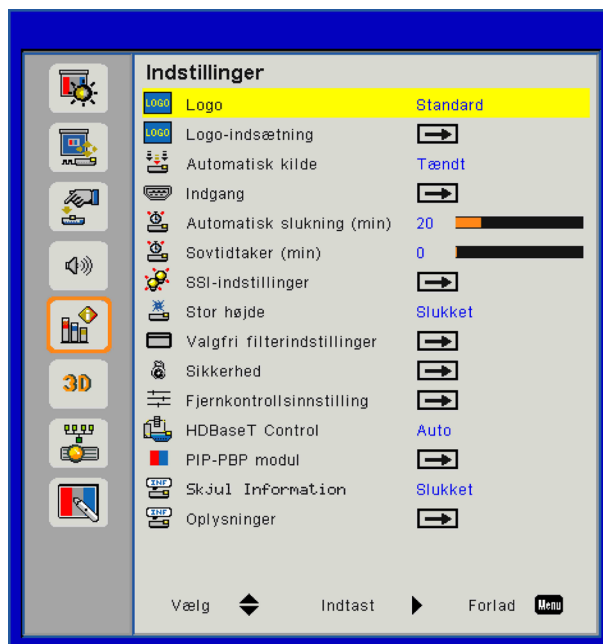 Indstillinger
LOGO Logo Standard
LOGO Logo-indsætning
Automatisk kilde Tændt
Indgang
Automatisk slukning (min) 20
Sovtidtaker (min) 0
SSI-indstillinger
Stor højde Slukket
Valgfri filterindstillinger
Sikkerhed
3D
Fjernkontrollsinnstilling
HDBaseT Control Auto
PIP-PBP modul
INF Skjul Information Slukket
INF Oplysninger
Vælg Indtast Forlad Menu